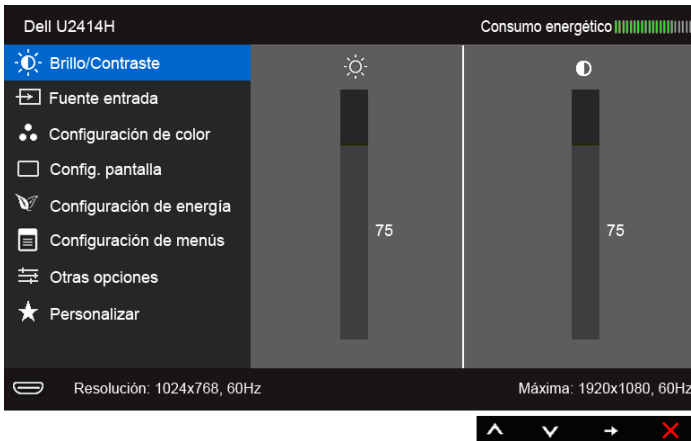 Dell U2414H
Consumo energético
Brillo/Contraste
Fuente entrada
Configuración de color
Config. pantalla
Configuración de energía
Configuración de menús
Otras opciones
Personalizar
75
75
Resolución: 1024x768, 60Hz
Máxima: 1920x1080, 60Hz